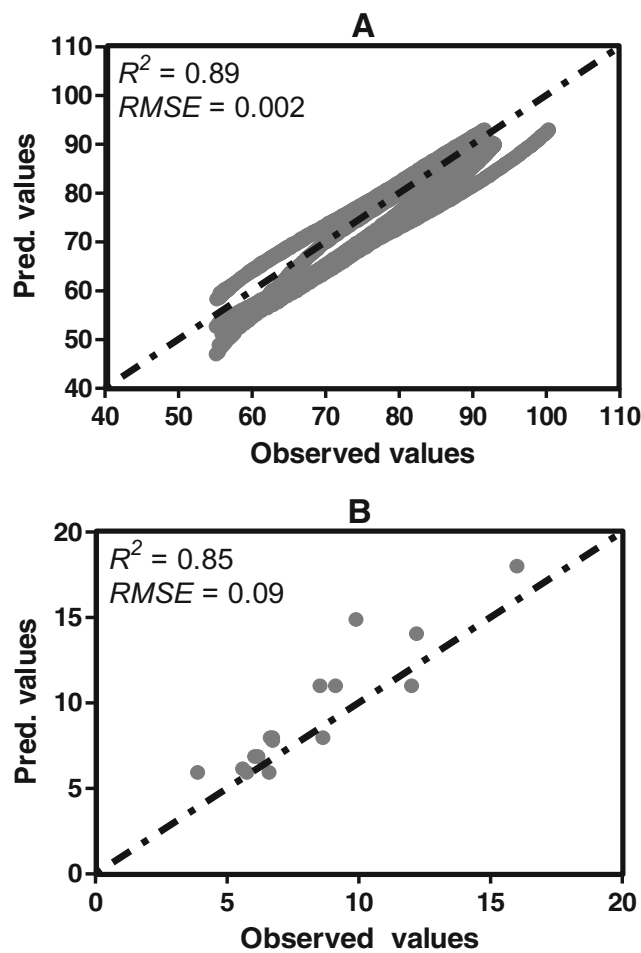 A
R² = 0.89
RMSE = 0.002
Pred. values
110
100
90
80
70
60
50
40
40 50 60 70 80 90 100 110
Observed values
B
R² = 0.85
RMSE = 0.09
Pred. values
20
15
10
5
0
0 5 10 15 20
Observed values